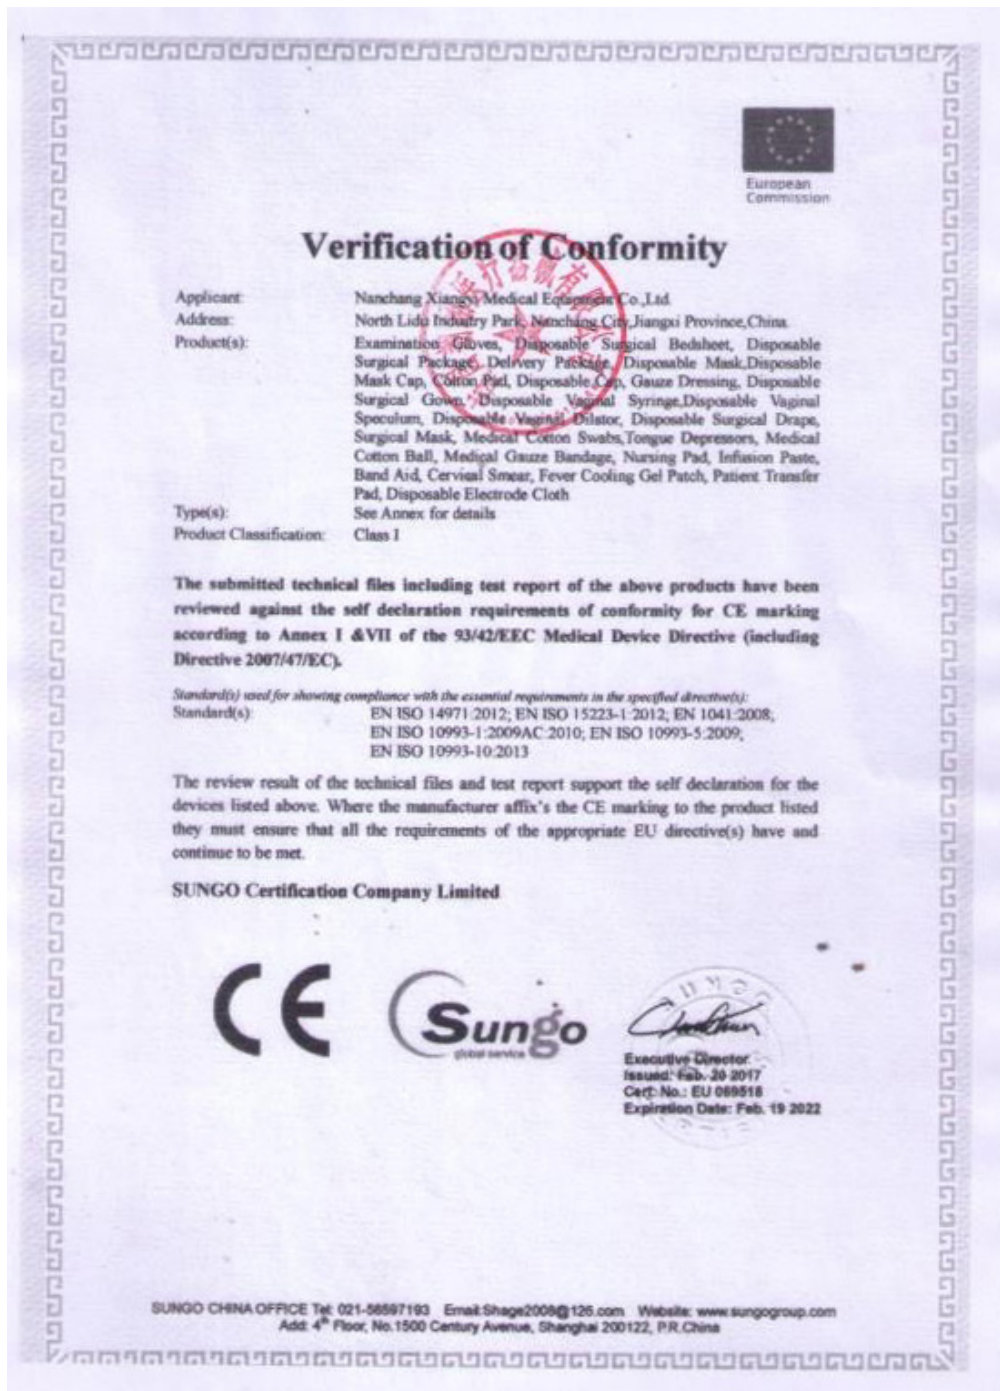 European
Commission
Verification of Conformity
Applicant: Nanchang Xiangyi Medical Equipment Co.,Ltd.
Address: North Lidu Industry Park, Nanchang City,Jiangxi Province,China.
Product(s): Examination Gloves, Disposable Surgical Bedsheet, Disposable
Surgical Package, Delivery Package, Disposable Mask,Disposable
Mask Cap, Cotton Pad, Disposable Cap, Gauze Dressing, Disposable
Surgical Gown, Disposable Vaginal Syringe,Disposable Vaginal
Speculum, Disposable Vaginal Dilator, Disposable Surgical Drape,
Surgical Mask, Medical Cotton Swabs,Tongue Depressors, Medical
Cotton Ball, Medical Gauze Bandage, Nursing Pad, Infusion Paste,
Band Aid, Cervical Smear, Fever Cooling Gel Patch, Patient Transfer
Pad, Disposable Electrode Cloth
Type(s): See Annex for details
Product Classification: Class I
The submitted technical files including test report of the above products have been
reviewed against the self declaration requirements of conformity for CE marking
according to Annex I &VII of the 93/42/EEC Medical Device Directive (including
Directive 2007/47/EC).
Standard(s) used for showing compliance with the essential requirements in the specified directive(s):
Standard(s): EN ISO 14971:2012; EN ISO 15223-1:2012; EN 1041:2008;
EN ISO 10993-1:2009AC:2010; EN ISO 10993-5:2009;
EN ISO 10993-10:2013
The review result of the technical files and test report support the self declaration for the
devices listed above. Where the manufacturer affix's the CE marking to the product listed
they must ensure that all the requirements of the appropriate EU directive(s) have and
continue to be met.
SUNGO Certification Company Limited
CE
Sungo
global service
SUNGO
Executive Director
Issued: Feb. 20 2017
Cert. No.: EU 069516
Expiration Date: Feb. 19 2022
SUNGO CHINA OFFICE Tel: 021-56597193 Email:Shage2008@126.com Website: www.sungogroup.com
Add: 4th Floor, No.1500 Century Avenue, Shanghai 200122, P.R.China